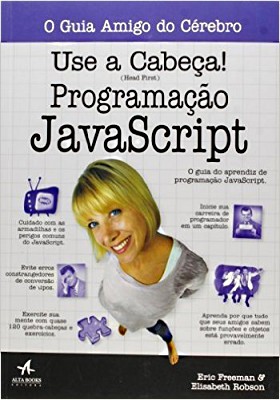 O Guia Amigo do Cérebro
Use a Cabeça!
(Head First)
Programação
JavaScript
O guia do aprendiz de
programação JavaScript.
Cuidado com as
armadilhas e os
perigos comuns
do JavaScript.
Inicie sua
carreira de
programador em
um capítulo.
Evite erros
constrangedores
de conversão
de tipos.
Exercite sua
mente com quase
120 quebra-cabeças e
exercícios.
Aprenda por que tudo
que seus amigos sabem
sobre funções e objetos
está provavelmente
errado.
ALTA BOOKS
EDITORA
Eric Freeman &
Elisabeth Robson